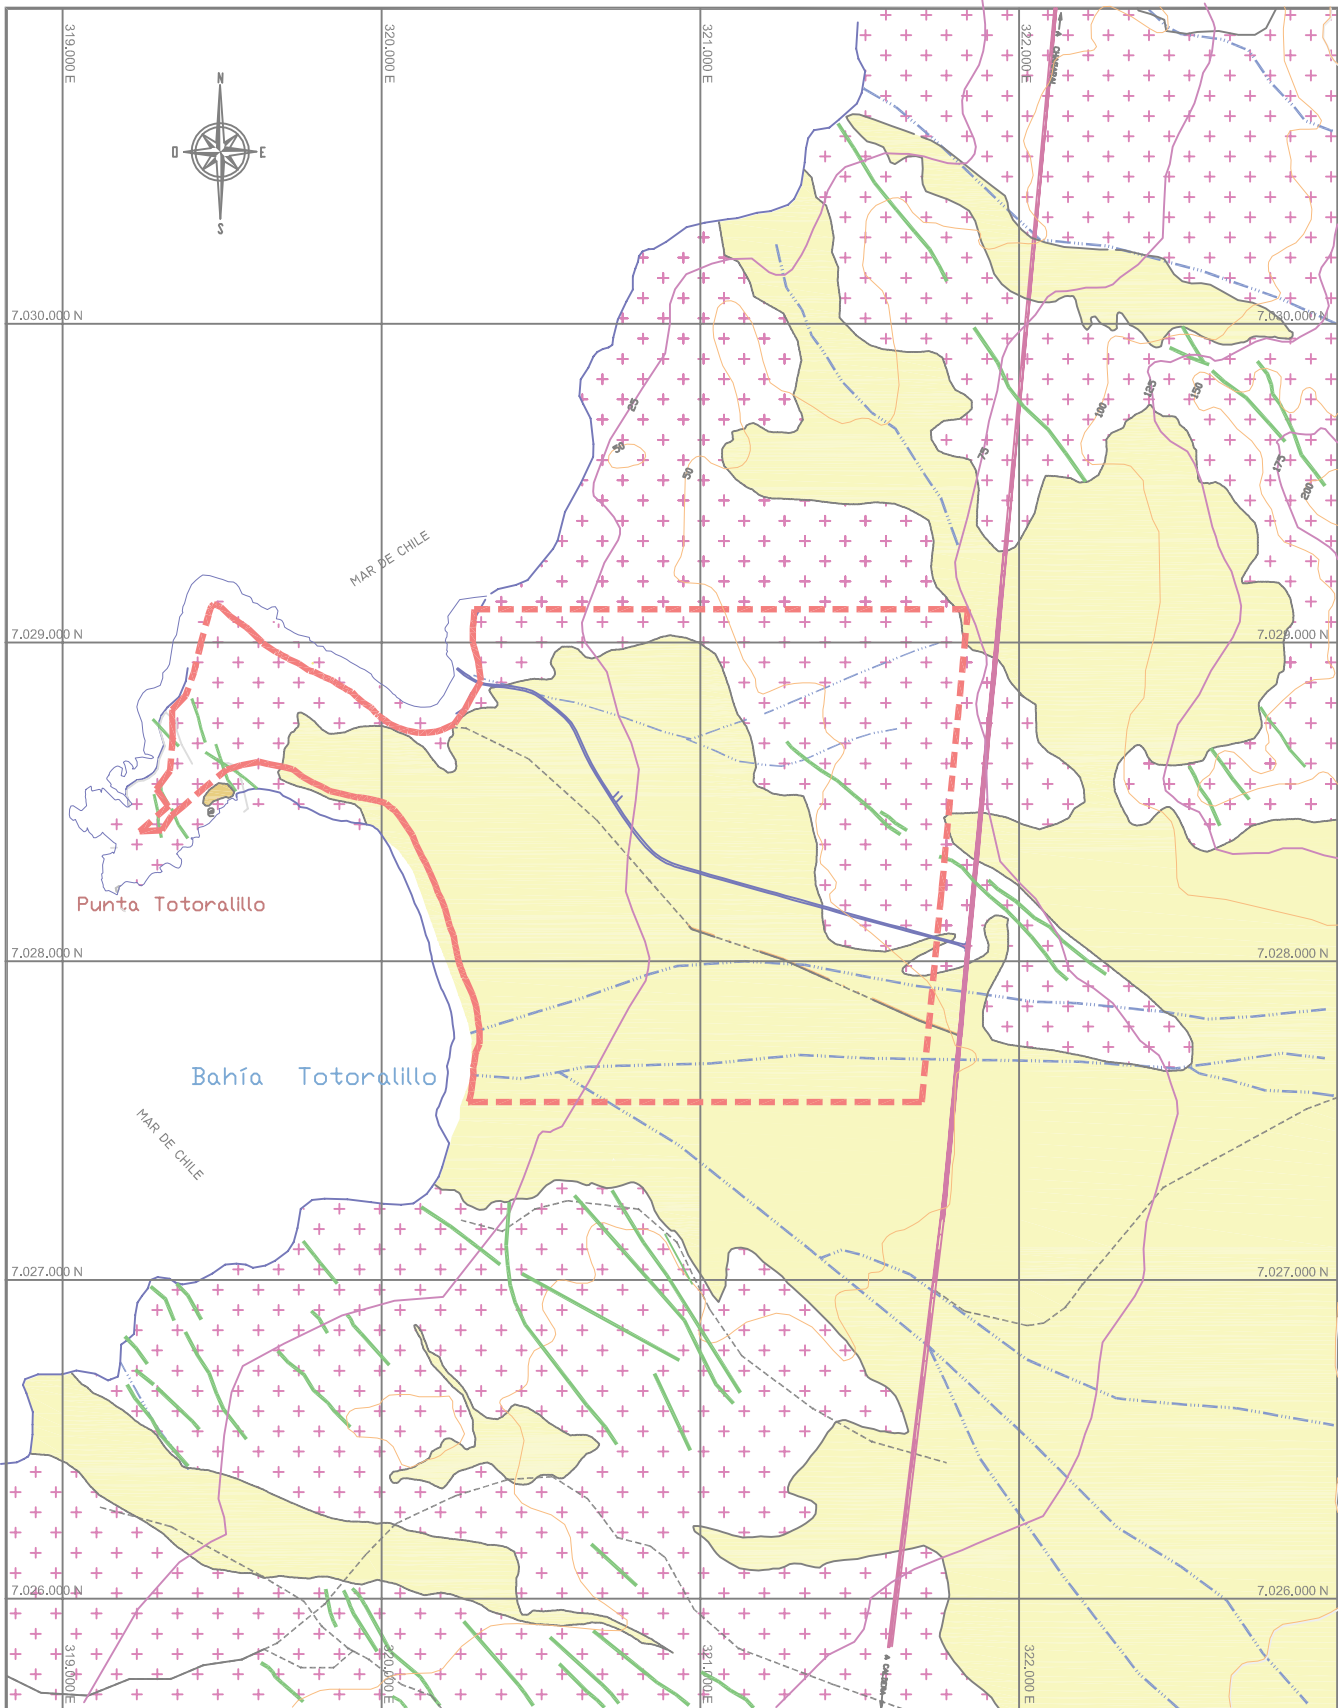 319.000 E
320.000 E
321.000 E
322.000 E
N
O
E
S
7.030.000 N
7.030.000 N
25
50
50
75
100
125
150
175
200
MAR DE CHILE
7.029.000 N
7.029.000 N
Punta Totoralillo
7.028.000 N
7.028.000 N
Bahía Totoralillo
MAR DE CHILE
7.027.000 N
7.027.000 N
7.026.000 N
7.026.000 N
319.000 E
320.000 E
321.000 E
322.000 E